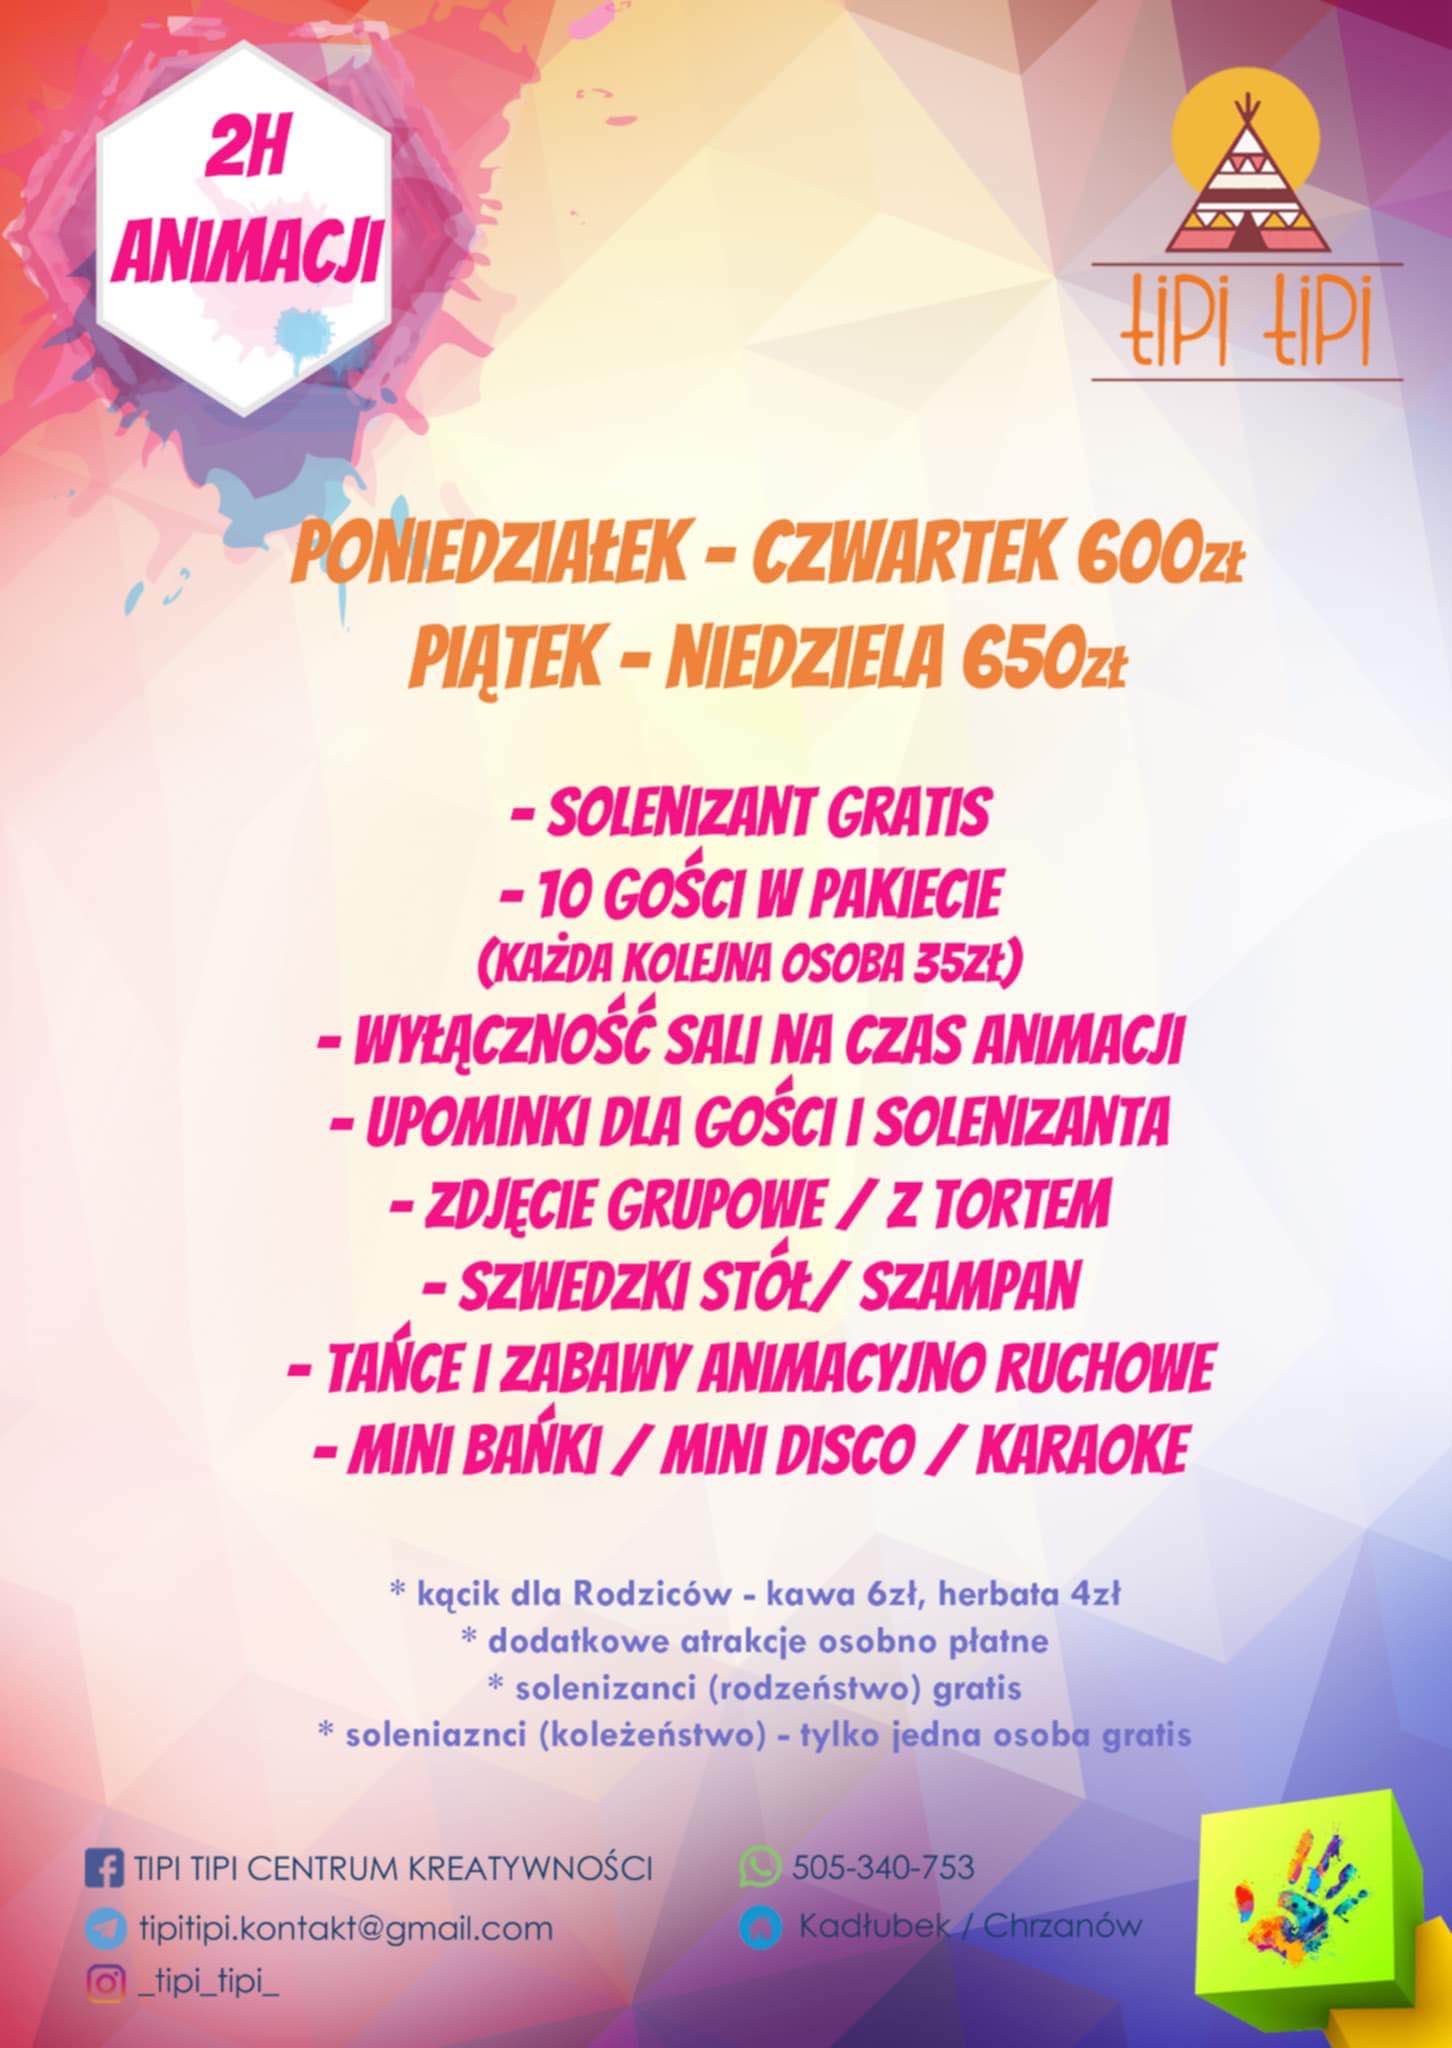 2H
ANIMACJI
tipi tipi
PONIEDZIAŁEK - CZWARTEK 600ZŁ
PIĄTEK - NIEDZIELA 650ZŁ
- SOLENIZANT GRATIS
- 10 GOŚCI W PAKIECIE
(KAŻDA KOLEJNA OSOBA 35ZŁ)
- WYŁĄCZNOŚĆ SALI NA CZAS ANIMACJI
- UPOMINKI DLA GOŚCI I SOLENIZANTA
- ZDJĘCIE GRUPOWE / Z TORTEM
- SZWEDZKI STÓŁ/ SZAMPAN
- TAŃCE I ZABAWY ANIMACYJNO RUCHOWE
- MINI BAŃKI / MINI DISCO / KARAOKE
* kącik dla Rodziców - kawa 6zł, herbata 4zł
* dodatkowe atrakcje osobno płatne
* solenizanci (rodzeństwo) gratis
* soleniaznci (koleżeństwo) - tylko jedna osoba gratis
TIPI TIPI CENTRUM KREATYWNOŚCI
tipitipi.kontakt@gmail.com
_tipi_tipi_
505-340-753
Kadłubek / Chrzanów